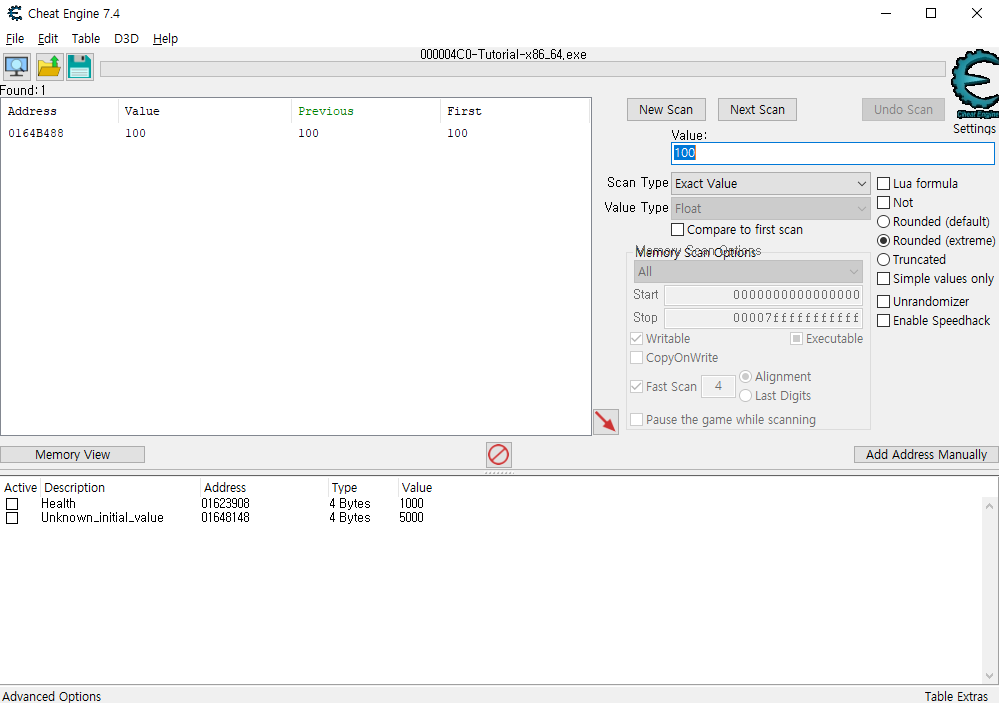 Cheat Engine 7.4
File Edit Table D3D Help
000004C0-Tutorial-x86_64.exe
Found:1
Address Value Previous First
0164B488 100 100 100
New Scan Next Scan Undo Scan
Cheat Engine
Settings
Value:
100
Scan Type Exact Value
Value Type Float
Compare to first scan
Lua formula
Not
Rounded (default)
Rounded (extreme)
Truncated
Simple values only
Unrandomizer
Enable Speedhack
Memory Scan Options
Memory Scan Options
All
Start 0000000000000000
Stop 00007fffffffffff
Writable Executable
CopyOnWrite
Fast Scan 4 Alignment
Last Digits
Pause the game while scanning
Memory View Add Address Manually
Active Description Address Type Value
Health 01623908 4 Bytes 1000
Unknown_initial_value 01648148 4 Bytes 5000
Advanced Options Table Extras